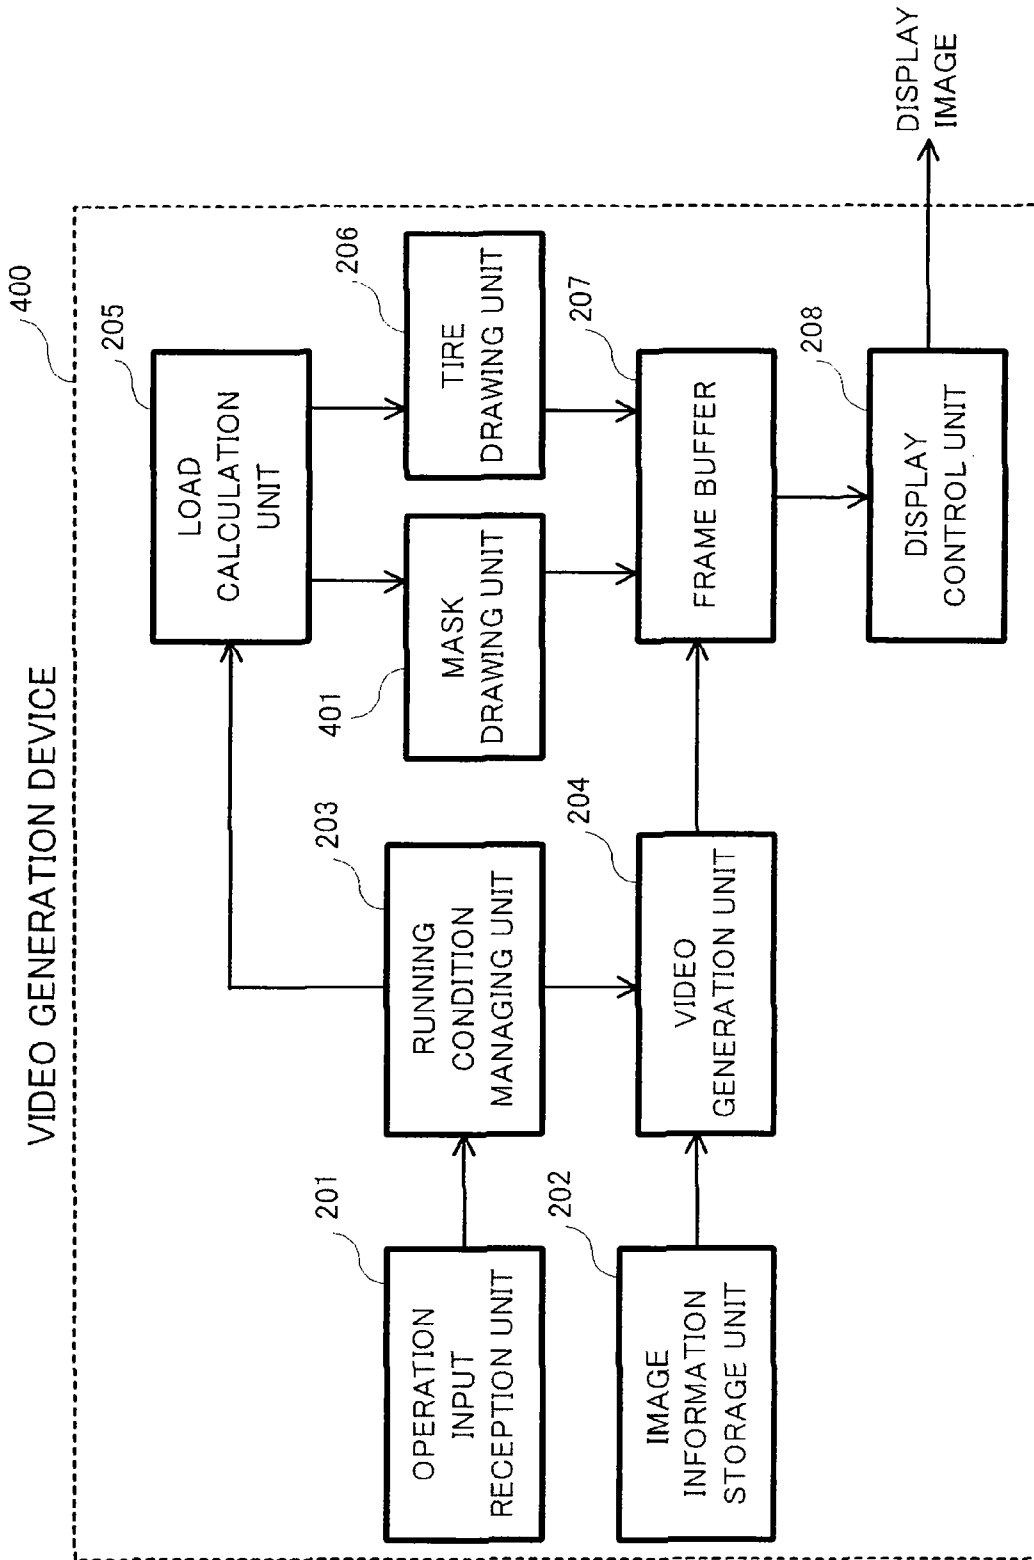 VIDEO GENERATION DEVICE
400
205
LOAD
CALCULATION
UNIT
203
RUNNING
CONDITION
MANAGING UNIT
401
MASK
DRAWING UNIT
206
TIRE
DRAWING UNIT
201
OPERATION
INPUT
RECEPTION UNIT
202
IMAGE
INFORMATION
STORAGE UNIT
204
VIDEO
GENERATION UNIT
207
FRAME BUFFER
208
DISPLAY
CONTROL UNIT
DISPLAY
IMAGE